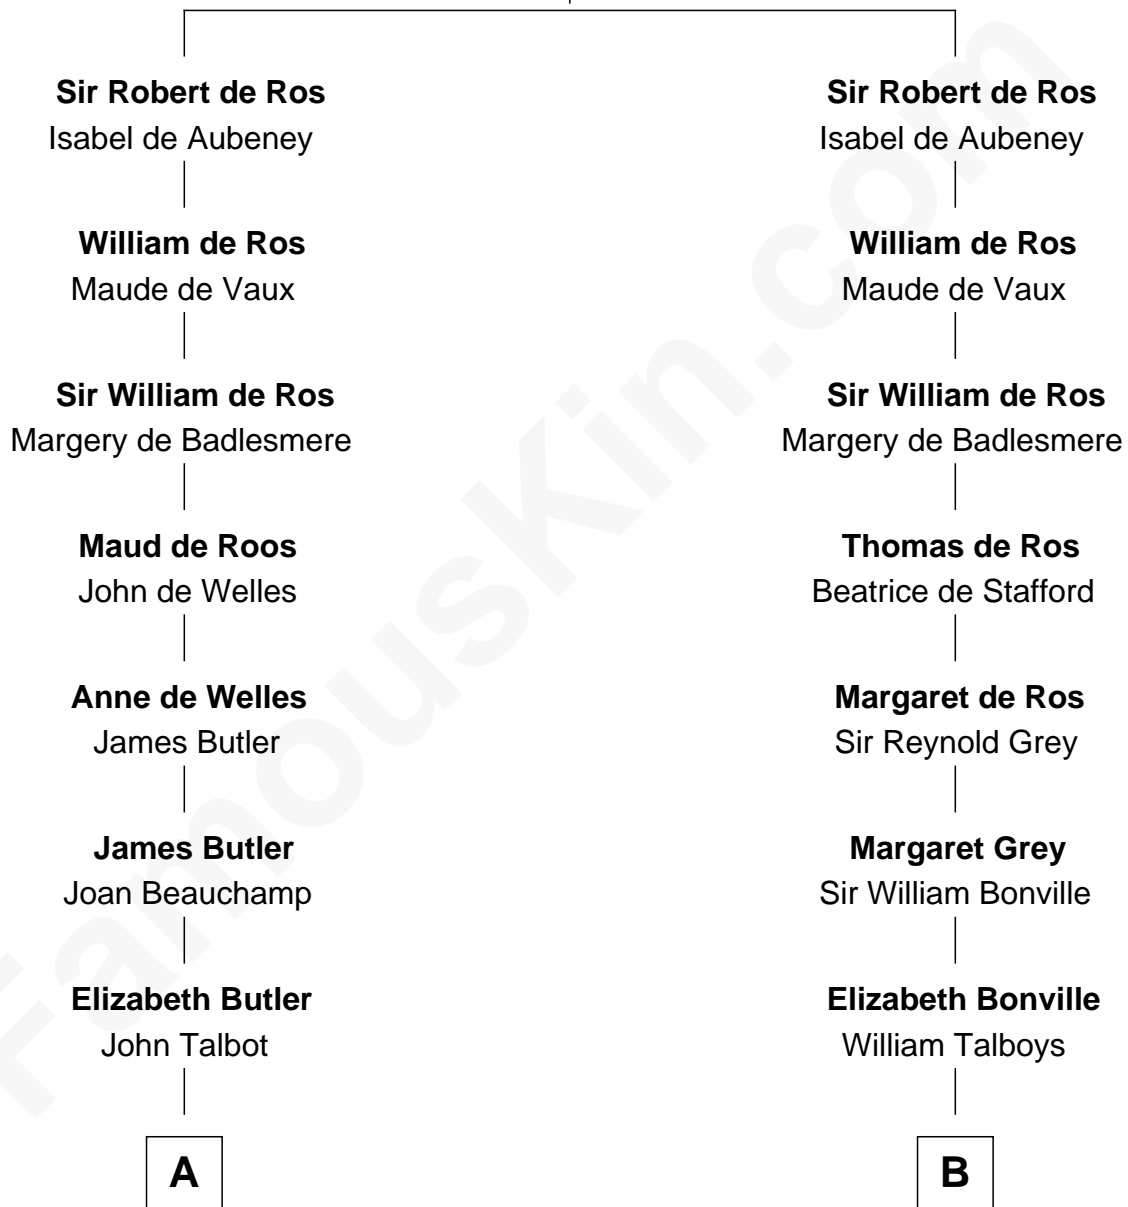 Sir Robert de Ros
Isabel de Aubeney
William de Ros
Maude de Vaux
Sir William de Ros
Margery de Badlesmere
Maud de Roos
John de Welles
Anne de Welles
James Butler
James Butler
Joan Beauchamp
Elizabeth Butler
John Talbot
A
Sir Robert de Ros
Isabel de Aubeney
William de Ros
Maude de Vaux
Sir William de Ros
Margery de Badlesmere
Thomas de Ros
Beatrice de Stafford
Margaret de Ros
Sir Reynold Grey
Margaret Grey
Sir William Bonville
Elizabeth Bonville
William Talboys
B
FamousKin.com